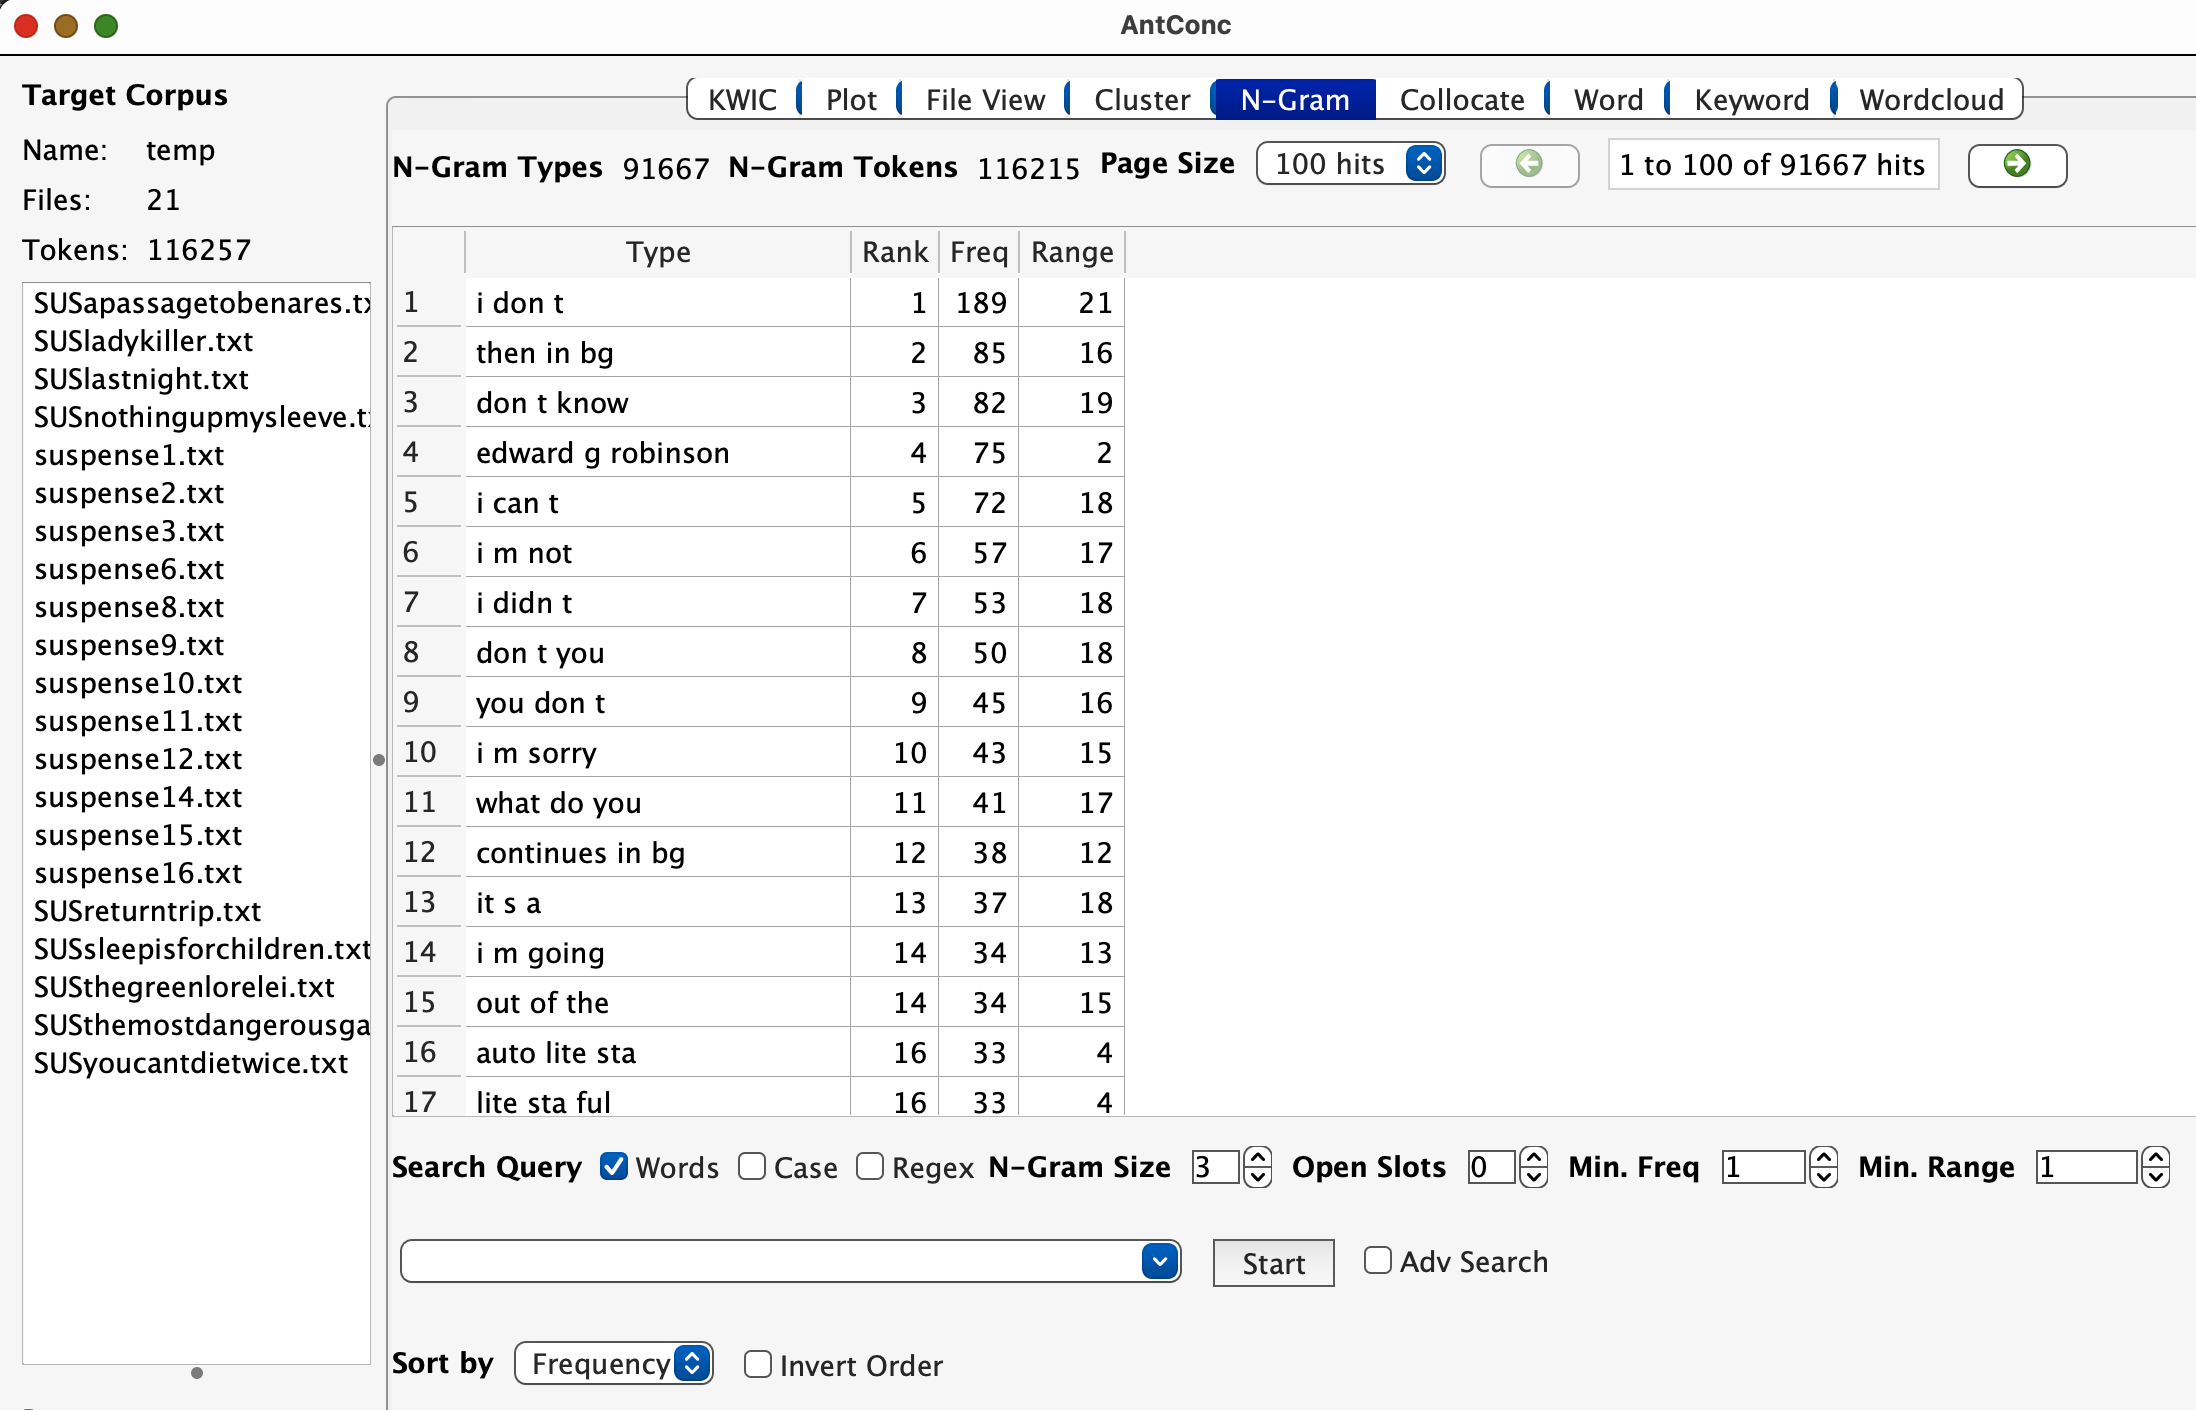 AntConc
Target Corpus
Name: temp
Files: 21
Tokens: 116257
SUSapassagetobenares.tx
SUSladykiller.txt
SUSlastnight.txt
SUSnothingupmysleeve.t
suspense1.txt
suspense2.txt
suspense3.txt
suspense6.txt
suspense8.txt
suspense9.txt
suspense10.txt
suspense11.txt
suspense12.txt
suspense14.txt
suspense15.txt
suspense16.txt
SUSreturntrip.txt
SUSsleepisforchildren.txt
SUSthegreenlorelei.txt
SUSthemostdangerousga
SUSyoucantdietwice.txt
KWIC Plot File View Cluster N-Gram Collocate Word Keyword Wordcloud
N-Gram Types 91667 N-Gram Tokens 116215 Page Size 100 hits 1 to 100 of 91667 hits
Type Rank Freq Range
1 i don t 1 189 21
2 then in bg 2 85 16
3 don t know 3 82 19
4 edward g robinson 4 75 2
5 i can t 5 72 18
6 i m not 6 57 17
7 i didn t 7 53 18
8 don t you 8 50 18
9 you don t 9 45 16
10 i m sorry 10 43 15
11 what do you 11 41 17
12 continues in bg 12 38 12
13 it s a 13 37 18
14 i m going 14 34 13
15 out of the 14 34 15
16 auto lite sta 16 33 4
17 lite sta ful 16 33 4
Search Query Words Case Regex N-Gram Size 3 Open Slots 0 Min. Freq 1 Min. Range 1
Start Adv Search
Sort by Frequency Invert Order